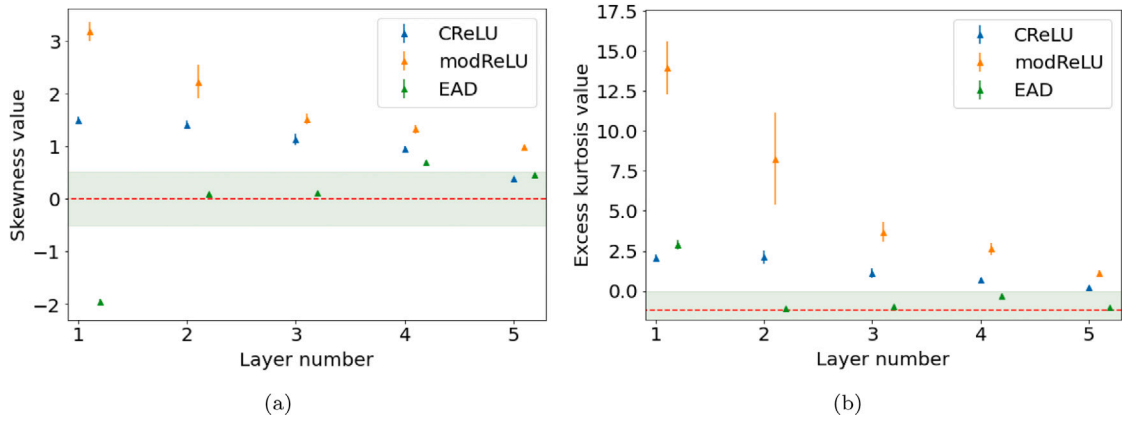 CReLU
modReLU
EAD
Skewness value
3
2
1
0
−1
−2
1 2 3 4 5
Layer number
(a)
CReLU
modReLU
EAD
Excess kurtosis value
17.5
15.0
12.5
10.0
7.5
5.0
2.5
0.0
1 2 3 4 5
Layer number
(b)